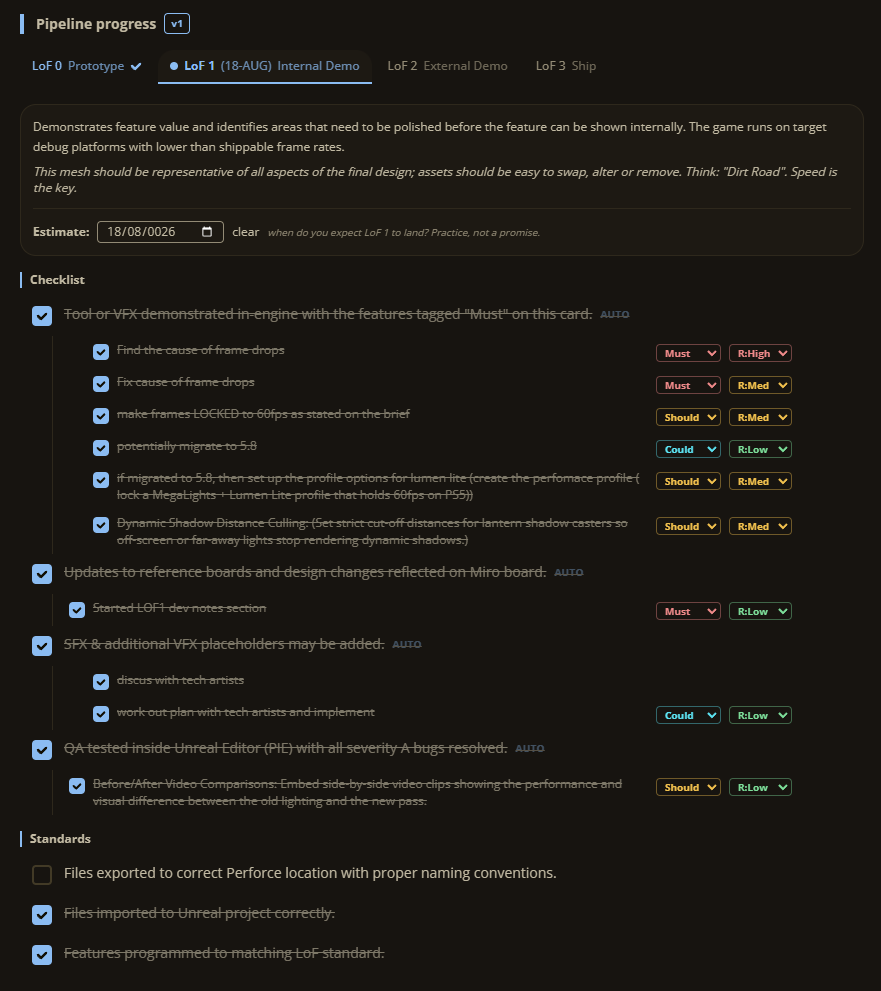 Pipeline progress v1
LoF 0 Prototype LoF 1 (18-AUG) Internal Demo LoF 2 External Demo LoF 3 Ship
Demonstrates feature value and identifies areas that need to be polished before the feature can be shown internally. The game runs on target
debug platforms with lower than shippable frame rates.
This mesh should be representative of all aspects of the final design; assets should be easy to swap, alter or remove. Think: "Dirt Road". Speed is
the key.
Estimate: 18/08/0026 clear when do you expect LoF 1 to land? Practice, not a promise.
Checklist
Tool or VFX demonstrated in-engine with the features tagged "Must" on this card. AUTO
Find the cause of frame drops Must R:High
Fix cause of frame drops Must R:Med
make frames LOCKED to 60fps as stated on the brief Should R:Med
potentially migrate to 5.8 Could R:Low
if migrated to 5.8, then set up the profile options for lumen lite (create the perfomace profile ( Should R:Med
lock a MegaLights + Lumen Lite profile that holds 60fps on PS5))
Dynamic Shadow Distance Culling: (Set strict cut-off distances for lantern shadow casters so Should R:Med
off-screen or far-away lights stop rendering dynamic shadows.)
Updates to reference boards and design changes reflected on Miro board. AUTO
Started LOF1 dev notes section Must R:Low
SFX & additional VFX placeholders may be added. AUTO
discus with tech artists
work out plan with tech artists and implement Could R:Low
QA tested inside Unreal Editor (PIE) with all severity A bugs resolved. AUTO
Before/After Video Comparisons: Embed side-by-side video clips showing the performance and Should R:Low
visual difference between the old lighting and the new pass.
Standards
Files exported to correct Perforce location with proper naming conventions.
Files imported to Unreal project correctly.
Features programmed to matching LoF standard.